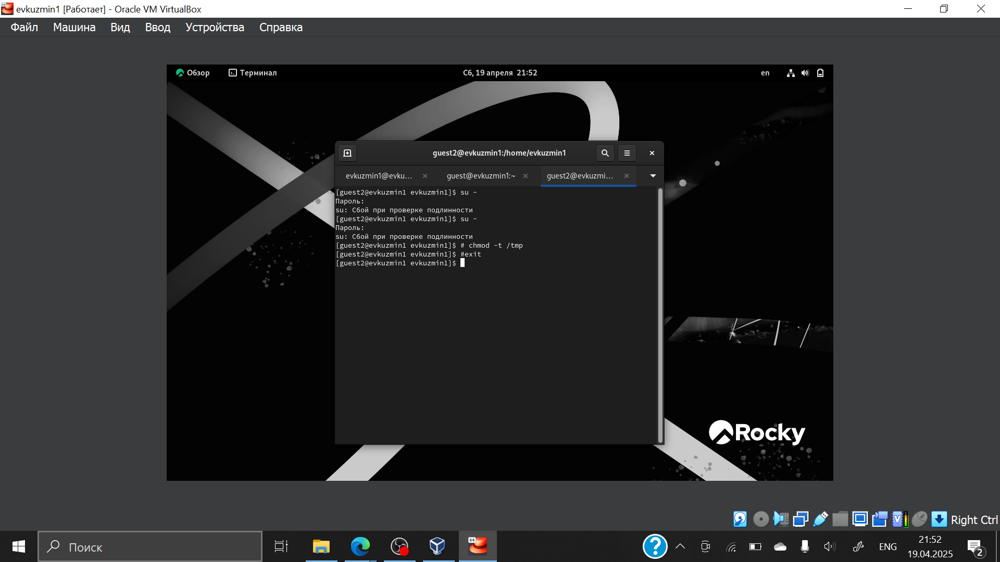 evkuzmin1 [Работает] - Oracle VM VirtualBox
Файл Машина Вид Ввод Устройства Справка
Обзор Терминал Сб, 19 апреля 21:52 en
guest2@evkuzmin1:/home/evkuzmin1
evkuzmin1@evku... guest@evkuzmin1:~ guest2@evkuzmi...
[guest2@evkuzmin1 evkuzmin1]$ su -
Пароль:
su: Сбой при проверке подлинности
[guest2@evkuzmin1 evkuzmin1]$ su -
Пароль:
su: Сбой при проверке подлинности
[guest2@evkuzmin1 evkuzmin1]$ # chmod -t /tmp
[guest2@evkuzmin1 evkuzmin1]$ #exit
[guest2@evkuzmin1 evkuzmin1]$
Rocky
Right Ctrl
Поиск
64
ENG
21:52
19.04.2025
2